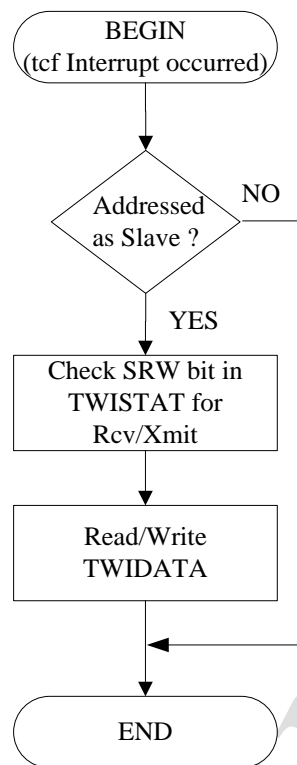 BEGIN
(tcf Interrupt occurred)
Addressed
as Slave ?
NO
YES
Check SRW bit in
TWISTAT for
Rcv/Xmit
Read/Write
TWIDATA
END